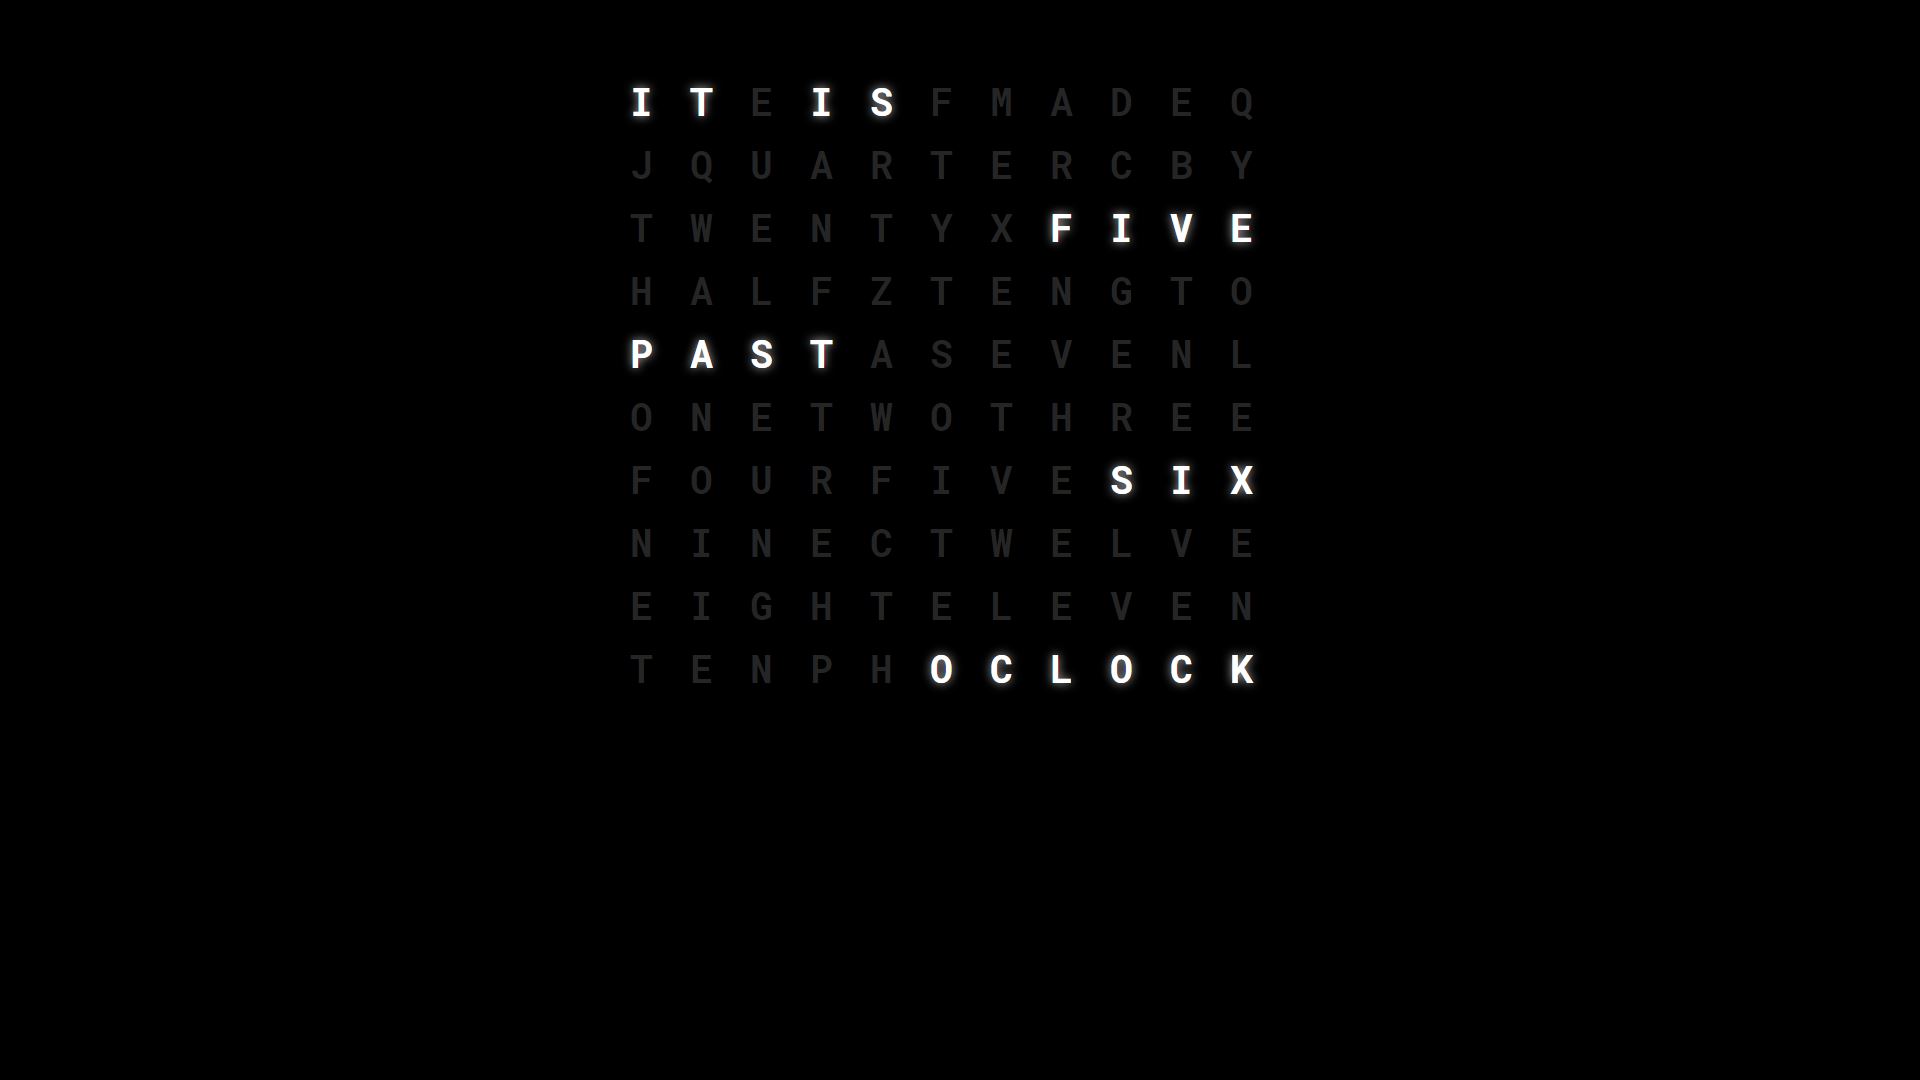 I T E I S F M A D E Q
J Q U A R T E R C B Y
T W E N T Y X F I V E
H A L F Z T E N G T O
P A S T A S E V E N L
O N E T W O T H R E E
F O U R F I V E S I X
N I N E C T W E L V E
E I G H T E L E V E N
T E N P H O C L O C K